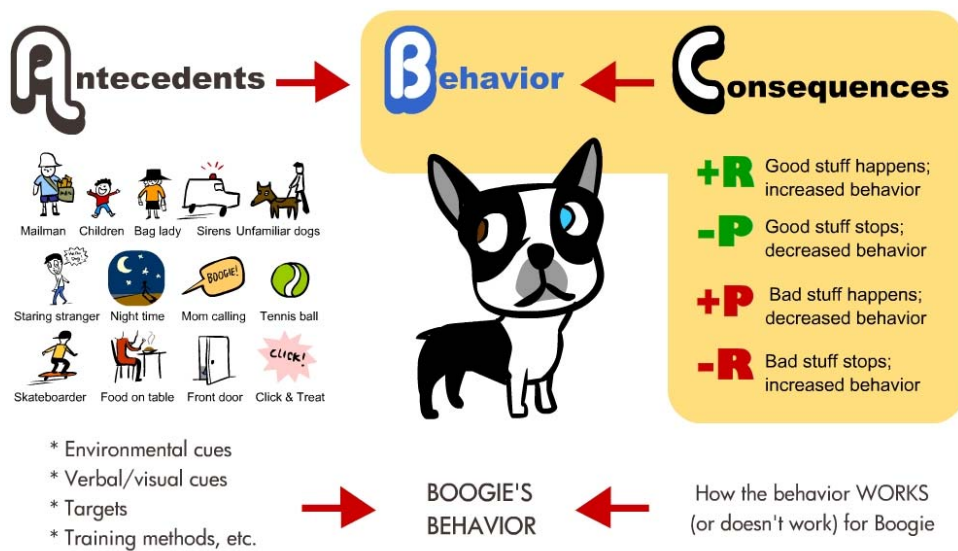 Antecedents
Behavior
Consequences
Mailman
Children
Bag lady
Sirens
Unfamiliar dogs
Staring stranger
Night time
BOOGIE!
Mom calling
Tennis ball
Skateboarder
Food on table
Front door
CLICK!
Click & Treat
+R Good stuff happens;
increased behavior
-P Good stuff stops;
decreased behavior
+P Bad stuff happens;
decreased behavior
-R Bad stuff stops;
increased behavior
* Environmental cues
* Verbal/visual cues
* Targets
* Training methods, etc.
BOOGIE'S
BEHAVIOR
How the behavior WORKS
(or doesn't work) for Boogie